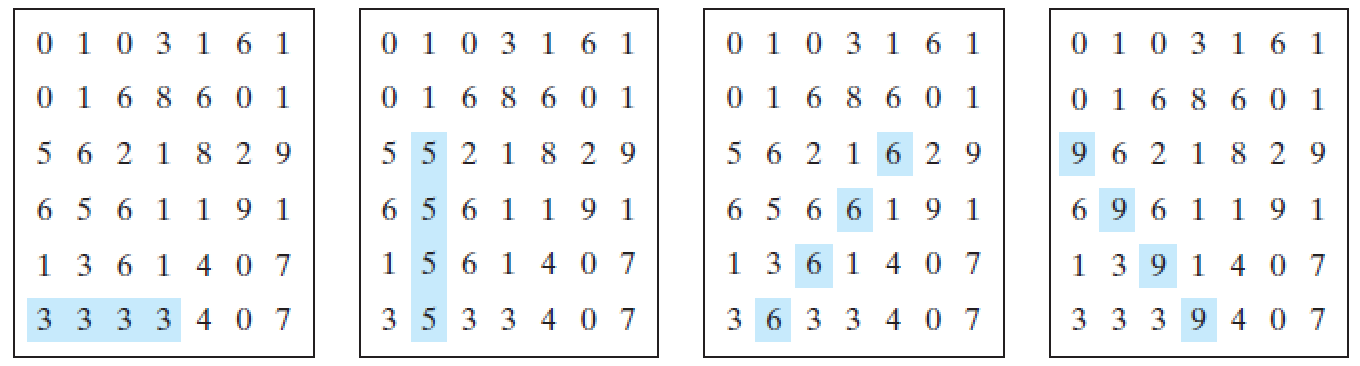 0 1 0 3 1 6 1
0 1 6 8 6 0 1
5 6 2 1 8 2 9
6 5 6 1 1 9 1
1 3 6 1 4 0 7
3 3 3 3 4 0 7
0 1 0 3 1 6 1
0 1 6 8 6 0 1
5 5 2 1 8 2 9
6 5 6 1 1 9 1
1 5 6 1 4 0 7
3 5 3 3 4 0 7
0 1 0 3 1 6 1
0 1 6 8 6 0 1
5 6 2 1 6 2 9
6 5 6 6 1 9 1
1 3 6 1 4 0 7
3 6 3 3 4 0 7
0 1 0 3 1 6 1
0 1 6 8 6 0 1
9 6 2 1 8 2 9
6 9 6 1 1 9 1
1 3 9 1 4 0 7
3 3 3 9 4 0 7